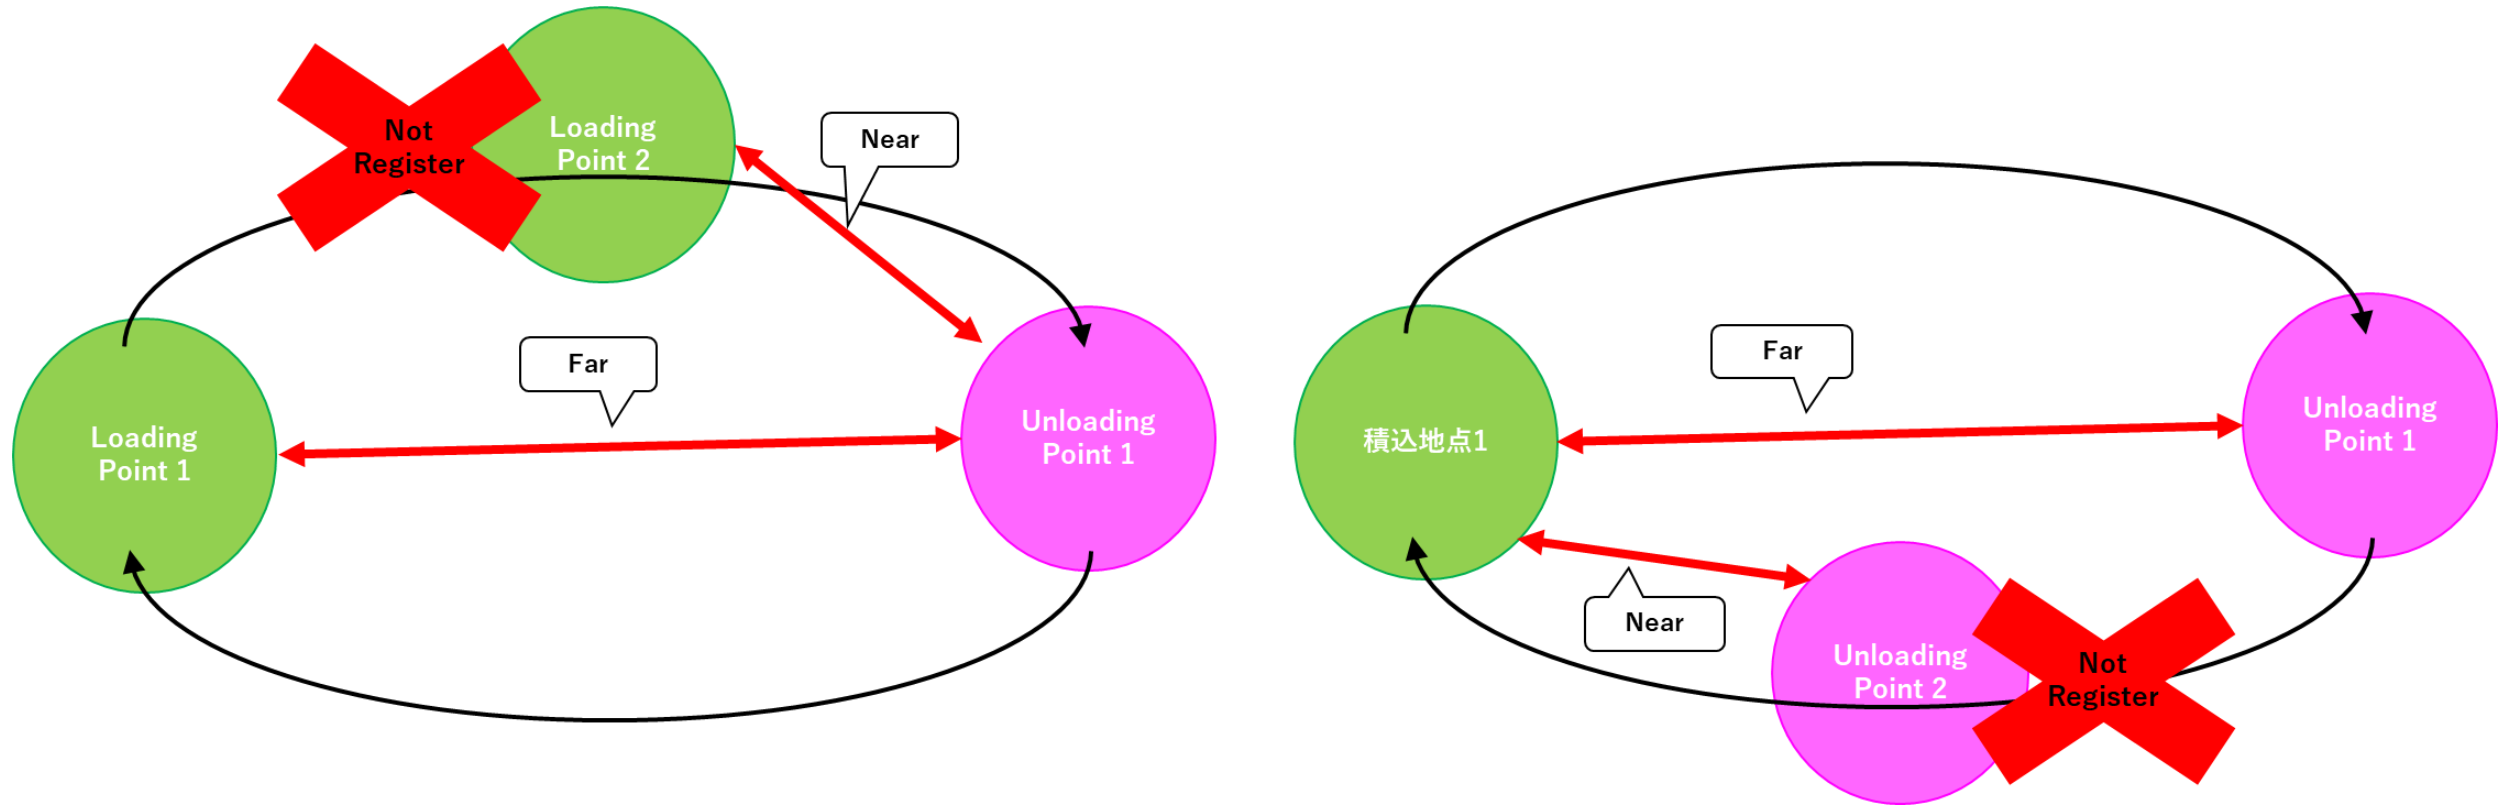 Not
Register
Loading
Point 2
Near
Far
Loading
Point 1
Unloading
Point 1
Far
積込地点1
Unloading
Point 1
Near
Unloading
Point 2
Not
Register